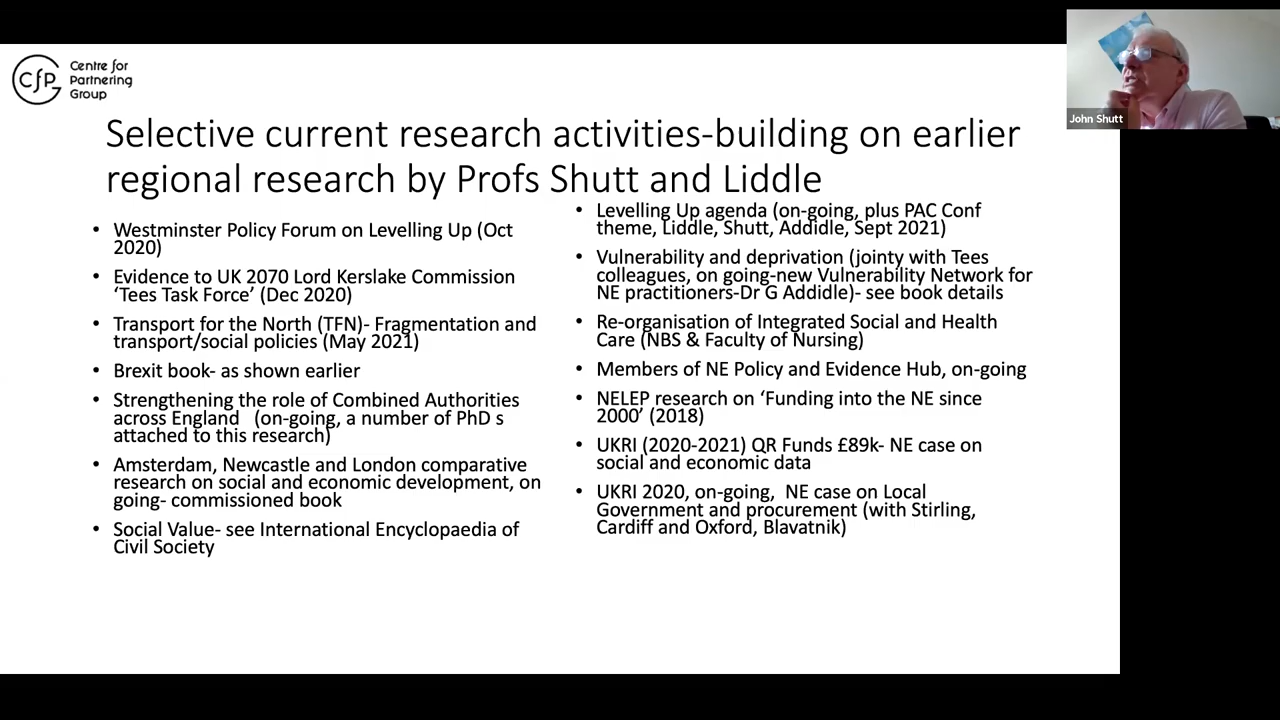 CfP
Centre for
Partnering
Group
John Shutt
Selective current research activities-building on earlier
regional research by Profs Shutt and Liddle
• Westminster Policy Forum on Levelling Up (Oct
2020)
• Evidence to UK 2070 Lord Kerslake Commission
‘Tees Task Force’ (Dec 2020)
• Transport for the North (TFN)- Fragmentation and
transport/social policies (May 2021)
• Brexit book- as shown earlier
• Strengthening the role of Combined Authorities
across England (on-going, a number of PhD s
attached to this research)
• Amsterdam, Newcastle and London comparative
research on social and economic development, on
going- commissioned book
• Social Value- see International Encyclopaedia of
Civil Society
• Levelling Up agenda (on-going, plus PAC Conf
theme, Liddle, Shutt, Addidle, Sept 2021)
• Vulnerability and deprivation (jointy with Tees
colleagues, on going-new Vulnerability Network for
NE practitioners-Dr G Addidle)- see book details
• Re-organisation of Integrated Social and Health
Care (NBS & Faculty of Nursing)
• Members of NE Policy and Evidence Hub, on-going
• NELEP research on ‘Funding into the NE since
2000’ (2018)
• UKRI (2020-2021) QR Funds £89k- NE case on
social and economic data
• UKRI 2020, on-going, NE case on Local
Government and procurement (with Stirling,
Cardiff and Oxford, Blavatnik)